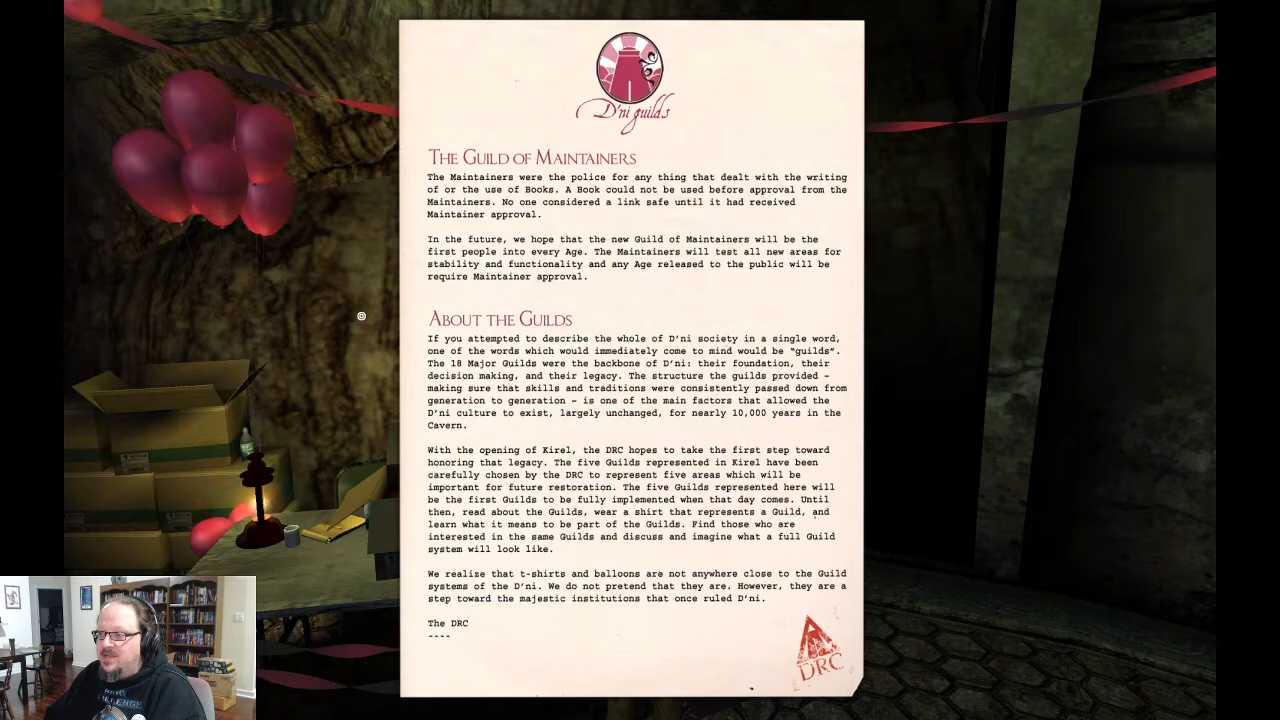 D'ni guilds
The Guild of Maintainers
The Maintainers were the police for any thing that dealt with the writing
of or the use of Books. A Book could not be used before approval from the
Maintainers. No one considered a link safe until it had received
Maintainer approval.
In the future, we hope that the new Guild of Maintainers will be the
first people into every Age. The Maintainers will test all new areas for
stability and functionality and any Age released to the public will be
require Maintainer approval.
About the Guilds
If you attempted to describe the whole of D'ni society in a single word,
one of the words which would immediately come to mind would be "guilds".
The 18 Major Guilds were the backbone of D'ni: their foundation, their
decision making, and their legacy. The structure the guilds provided –
making sure that skills and traditions were consistently passed down from
generation to generation – is one of the main factors that allowed the
D'ni culture to exist, largely unchanged, for nearly 10,000 years in the
Cavern.
With the opening of Kirel, the DRC hopes to take the first step toward
honoring that legacy. The five Guilds represented in Kirel have been
carefully chosen by the DRC to represent five areas which will be
important for future restoration. The five Guilds represented here will
be the first Guilds to be fully implemented when that day comes. Until
then, read about the Guilds, wear a shirt that represents a Guild, and
learn what it means to be part of the Guilds. Find those who are
interested in the same Guilds and discuss and imagine what a full Guild
system will look like.
We realize that t-shirts and balloons are not anywhere close to the Guild
systems of the D'ni. We do not pretend that they are. However, they are a
step toward the majestic institutions that once ruled D'ni.
The DRC
----
DRC